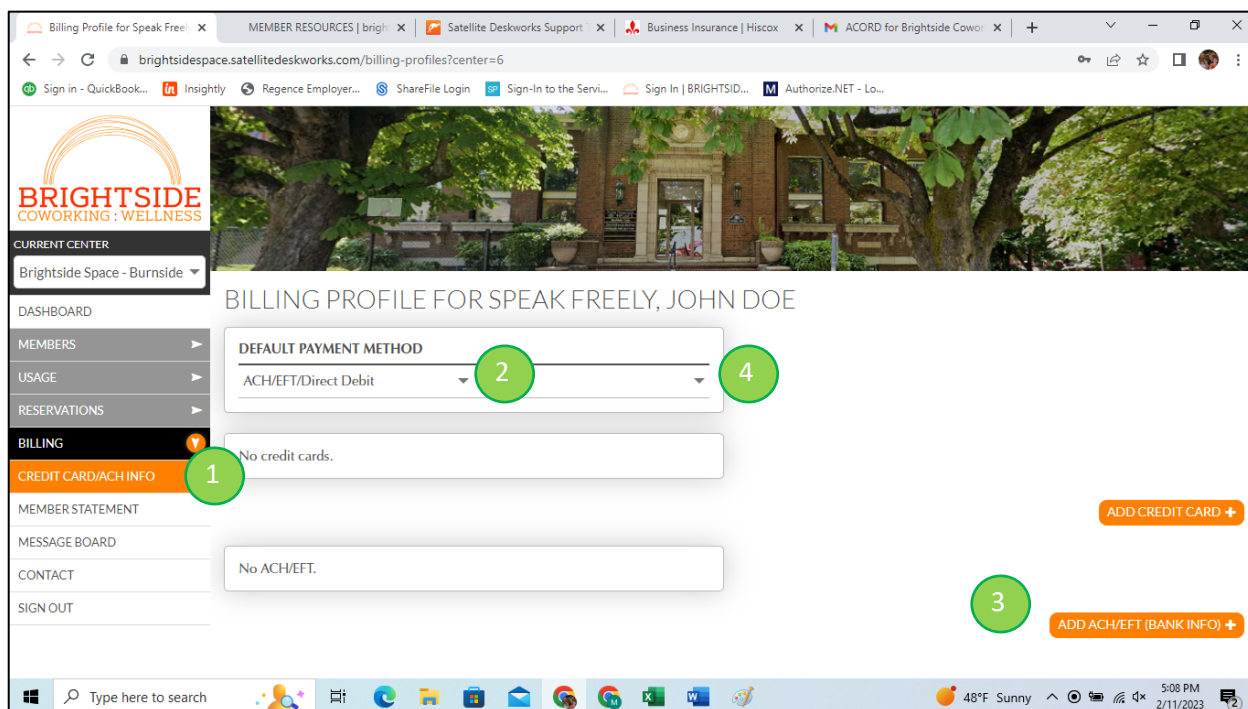 Billing Profile for Speak Free
MEMBER RESOURCES | brigh
Satellite Deskworks Support T
Business Insurance | Hiscox
ACORD for Brightside Cowor
brightsidespace.satellitedeskworks.com/billing-profiles?center=6
Sign in - QuickBook...
Insightly
Regence Employer...
ShareFile Login
Sign-In to the Servi...
Sign In | BRIGHTSID...
Authorize.NET - Lo...
BRIGHTSIDE
COWORKING : WELLNESS
CURRENT CENTER
Brightside Space - Burnside
DASHBOARD
MEMBERS
USAGE
RESERVATIONS
BILLING
CREDIT CARD/ACH INFO
1
MEMBER STATEMENT
MESSAGE BOARD
CONTACT
SIGN OUT
BILLING PROFILE FOR SPEAK FREELY, JOHN DOE
DEFAULT PAYMENT METHOD
ACH/EFT/Direct Debit
2
4
No credit cards.
ADD CREDIT CARD +
No ACH/EFT.
3
ADD ACH/EFT (BANK INFO) +
Type here to search
48°F Sunny
5:08 PM
2/11/2023
2